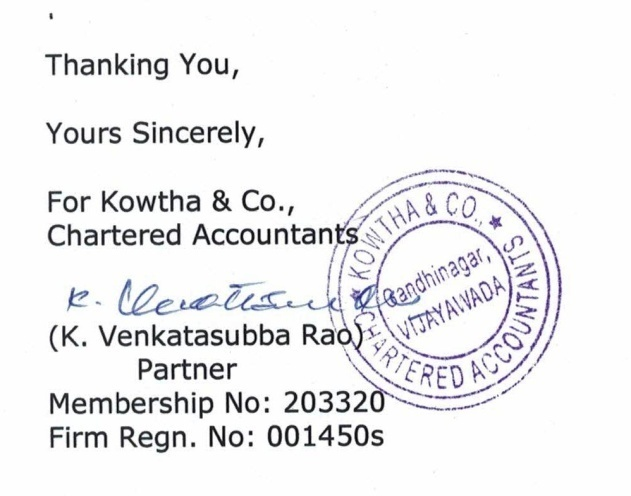 Thanking You,
Yours Sincerely,
For Kowtha & Co.,
Chartered Accountants
K.
(K. Venkatasubba Rao)
Partner
Membership No: 203320
Firm Regn. No: 001450s
KOWTHA & CO., ★
CHARTERED ACCOUNTANTS ★
Gandhinagar,
VIJAYAWADA